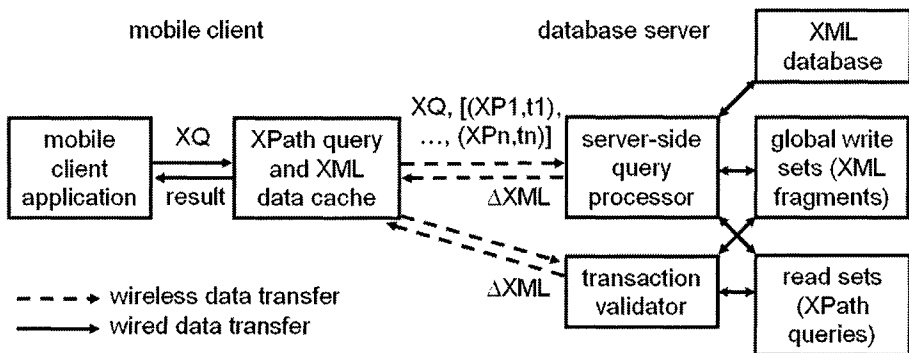 mobile client
database server
XML
database
XQ, [(XP1,t1),
…, (XPn,tn)]
mobile
client
application
XQ
result
XPath query
and XML
data cache
ΔXML
server-side
query
processor
global write
sets (XML
fragments)
ΔXML
transaction
validator
read sets
(XPath
queries)
wireless data transfer
wired data transfer